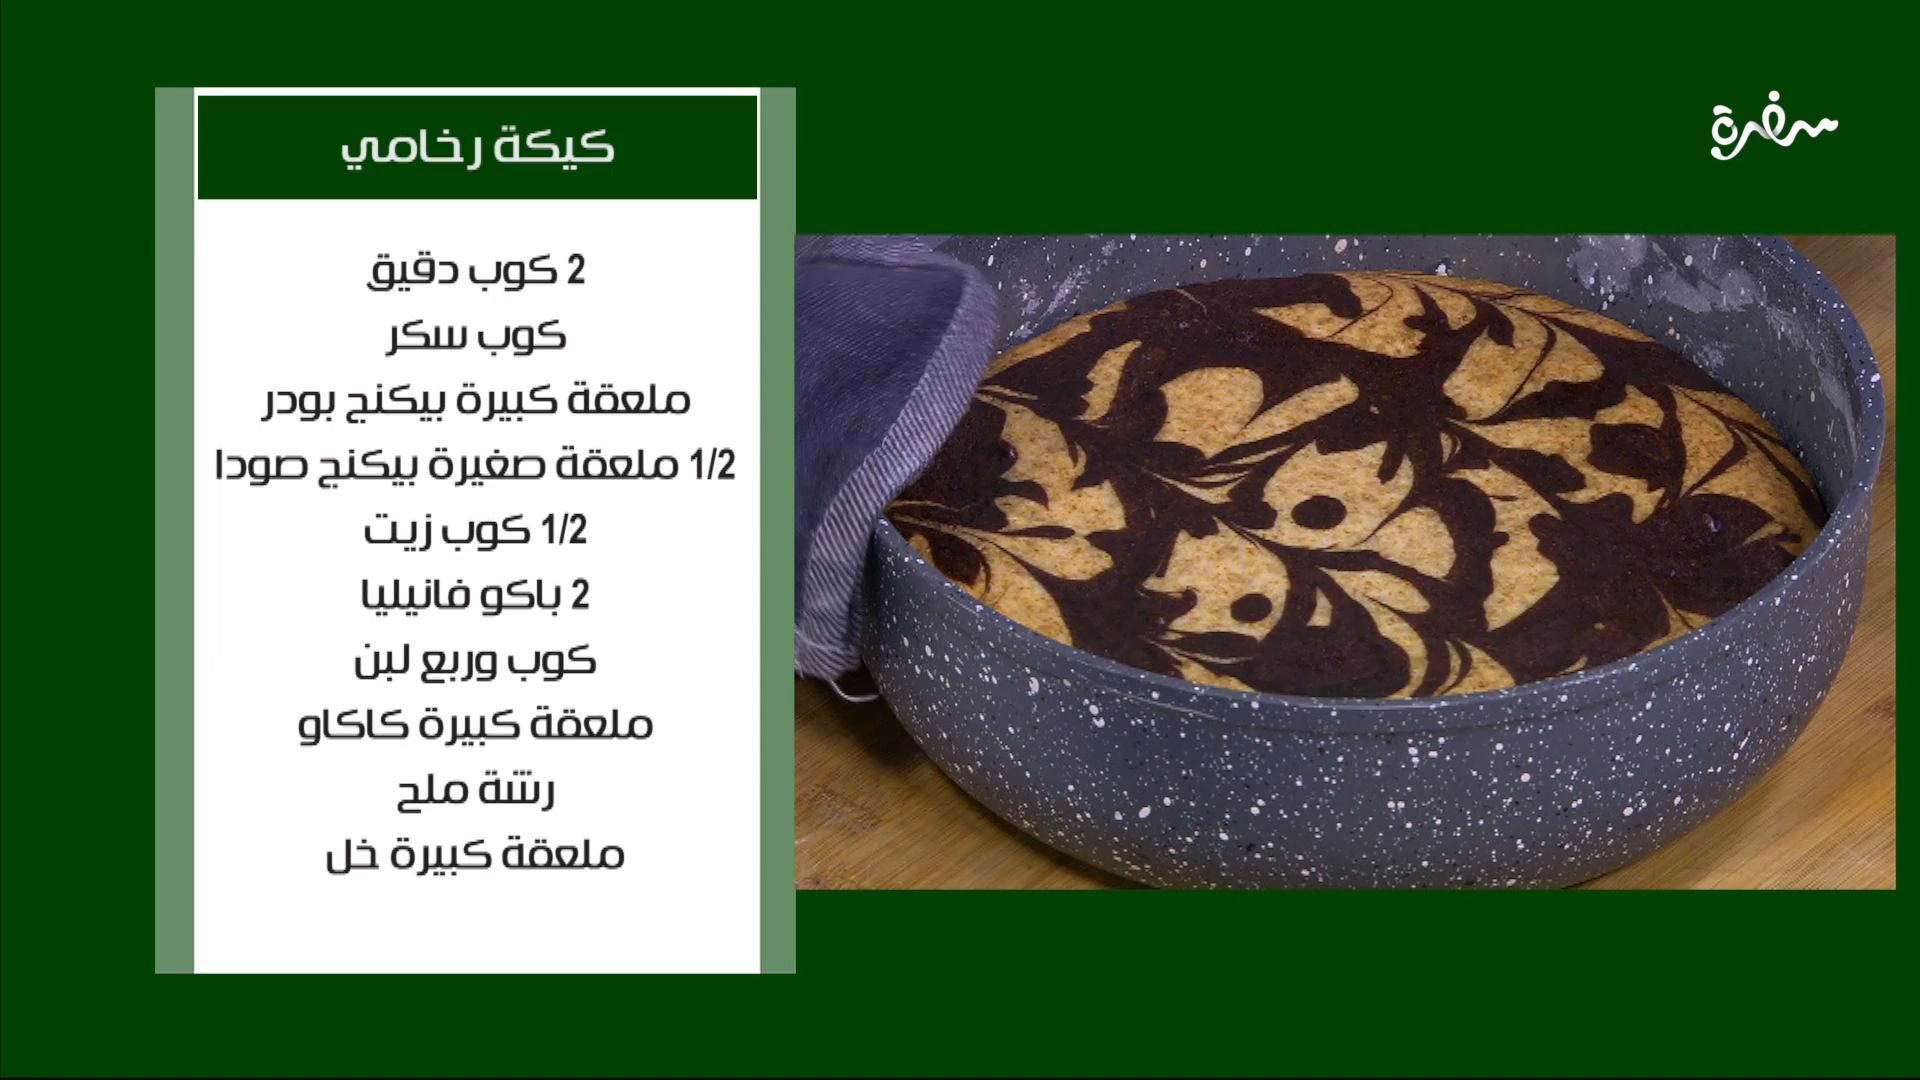 سفرة
كيكة رخامي
2 كوب دقيق
كوب سكر
ملعقة كبيرة بيكنج بودر
1/2 ملعقة صغيرة بيكنج صودا
1/2 كوب زيت
2 باكو فانيليا
كوب وربع لبن
ملعقة كبيرة كاكاو
رشة ملح
ملعقة كبيرة خل